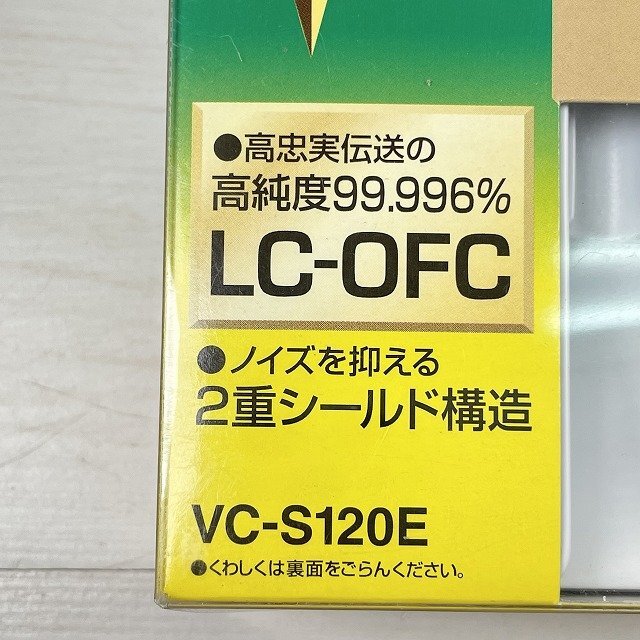 ●高忠実伝送の
高純度99.996%
LC-OFC
●ノイズを抑える
2重シールド構造
VC-S120E
●くわしくは裏面をごらんください。